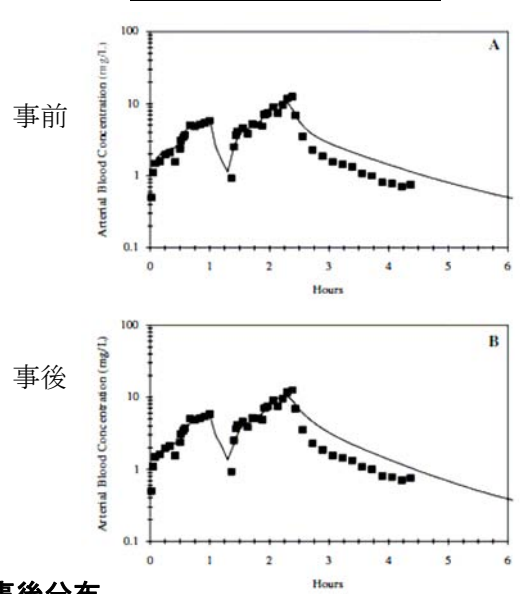 事前
A
Arterial Blood Concentration (mg/L)
100
10
1
0.1
0 1 2 3 4 5 6
Hours
事後
B
Arterial Blood Concentration (mg/L)
100
10
1
0.1
0 1 2 3 4 5 6
Hours
事後分布